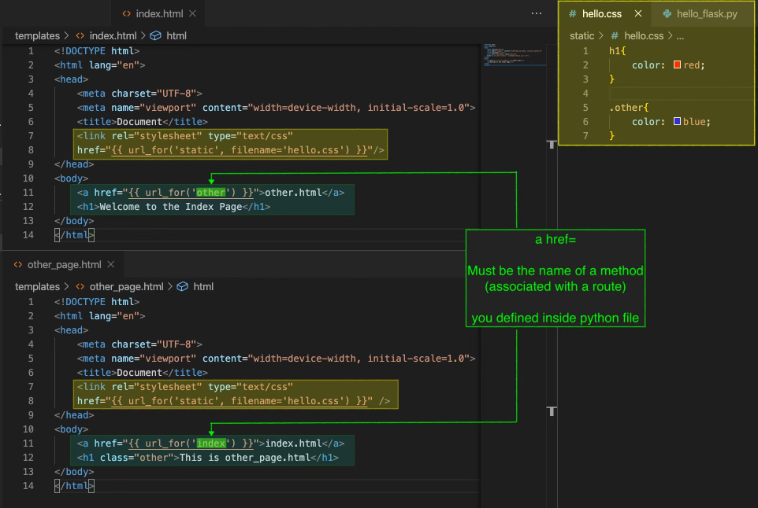 index.html
templates > index.html > html
1 <!DOCTYPE html>
2 <html lang="en">
3 <head>
4 <meta charset="UTF-8">
5 <meta name="viewport" content="width=device-width, initial-scale=1.0">
6 <title>Document</title>
7 <link rel="stylesheet" type="text/css"
8 href="{{ url_for('static', filename='hello.css') }}"/>
9 </head>
10 <body>
11 <a href="{{ url_for('other') }}">other.html</a>
12 <h1>Welcome to the Index Page</h1>
13 </body>
14 </html>
other_page.html
templates > other_page.html > html
1 <!DOCTYPE html>
2 <html lang="en">
3 <head>
4 <meta charset="UTF-8">
5 <meta name="viewport" content="width=device-width, initial-scale=1.0">
6 <title>Document</title>
7 <link rel="stylesheet" type="text/css"
8 href="{{ url_for('static', filename='hello.css') }}" />
9 </head>
10 <body>
11 <a href="{{ url_for('index') }}">index.html</a>
12 <h1 class="other">This is other_page.html</h1>
13 </body>
14 </html>
# hello.css
hello_flask.py
static > # hello.css > ...
1 h1{
2 color: red;
3 }
4
5 .other{
6 color: blue;
7 }
a href=
Must be the name of a method
(associated with a route)
you defined inside python file